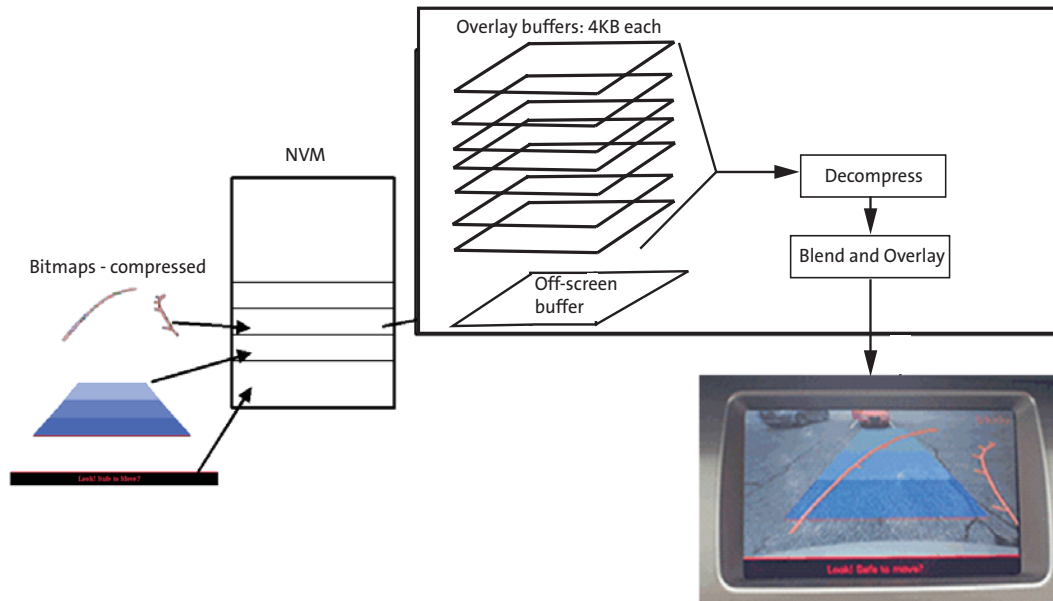 Overlay buffers: 4KB each
NVM
Decompress
Bitmaps - compressed
Blend and Overlay
Off-screen
buffer
Look! Safe to Move?
Look! Safe to move?